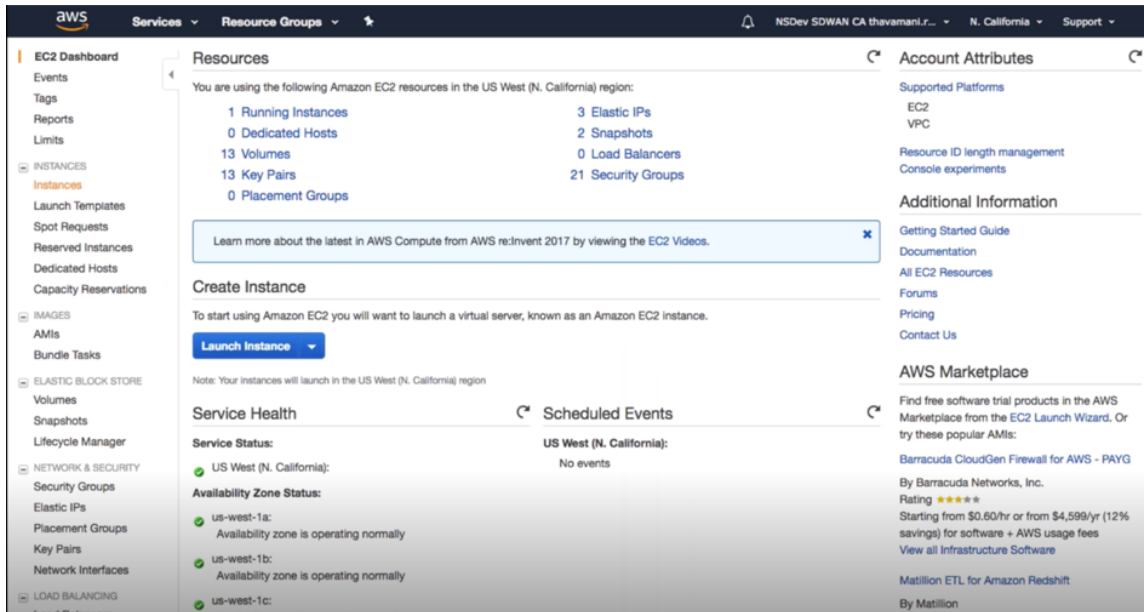 aws
Services
Resource Groups
NSDev SDWAN CA thavamani.r...
N. California
Support
EC2 Dashboard
Events
Tags
Reports
Limits
INSTANCES
Instances
Launch Templates
Spot Requests
Reserved Instances
Dedicated Hosts
Capacity Reservations
IMAGES
AMIs
Bundle Tasks
ELASTIC BLOCK STORE
Volumes
Snapshots
Lifecycle Manager
NETWORK & SECURITY
Security Groups
Elastic IPs
Placement Groups
Key Pairs
Network Interfaces
LOAD BALANCING
Resources
You are using the following Amazon EC2 resources in the US West (N. California) region:
1 Running Instances
0 Dedicated Hosts
13 Volumes
13 Key Pairs
0 Placement Groups
3 Elastic IPs
2 Snapshots
0 Load Balancers
21 Security Groups
Learn more about the latest in AWS Compute from AWS re:Invent 2017 by viewing the EC2 Videos.
Create Instance
To start using Amazon EC2 you will want to launch a virtual server, known as an Amazon EC2 instance.
Launch Instance
Note: Your instances will launch in the US West (N. California) region
Service Health
Service Status:
US West (N. California):
Availability Zone Status:
us-west-1a:
Availability zone is operating normally
us-west-1b:
Availability zone is operating normally
us-west-1c:
Scheduled Events
US West (N. California):
No events
Account Attributes
Supported Platforms
EC2
VPC
Resource ID length management
Console experiments
Additional Information
Getting Started Guide
Documentation
All EC2 Resources
Forums
Pricing
Contact Us
AWS Marketplace
Find free software trial products in the AWS
Marketplace from the EC2 Launch Wizard. Or
try these popular AMIs:
Barracuda CloudGen Firewall for AWS - PAYG
By Barracuda Networks, Inc.
Rating
Starting from $0.60/hr or from $4,599/yr (12%
savings) for software + AWS usage fees
View all Infrastructure Software
Matillion ETL for Amazon Redshift
By Matillion